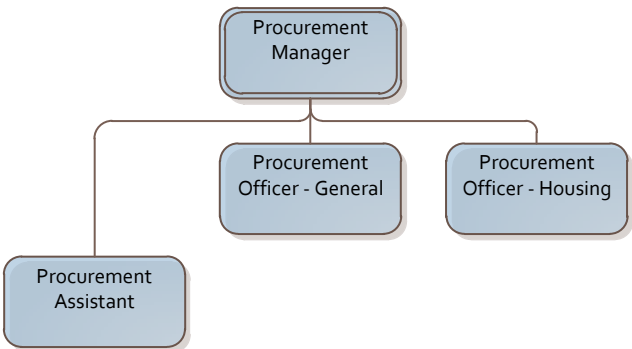 Procurement
Manager
Procurement
Officer - General
Procurement
Officer - Housing
Procurement
Assistant